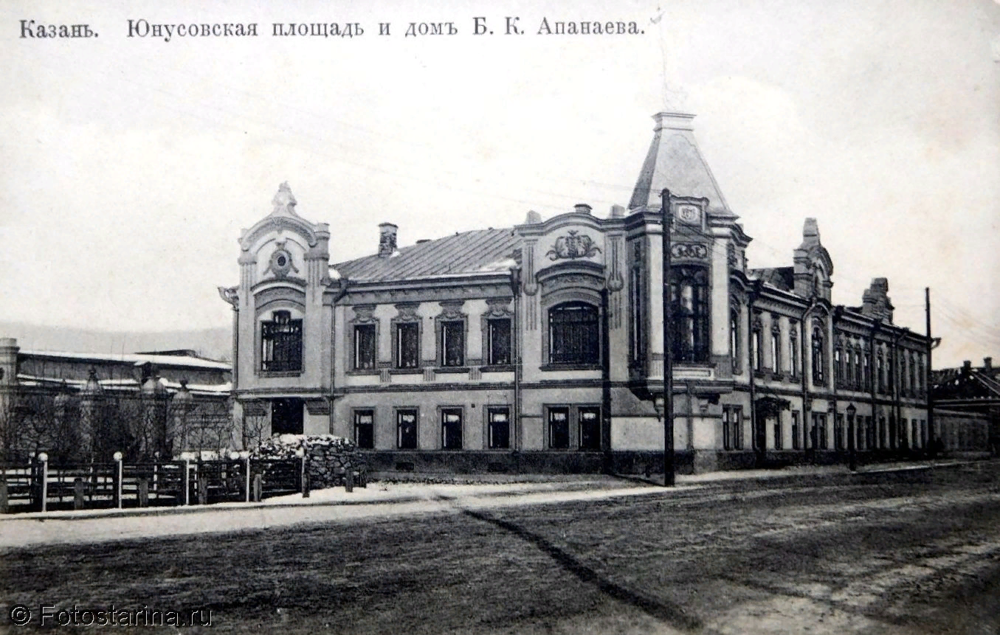 Казань. Юнусовская площадь и домъ Б. К. Апанаева.
© Fotostarina.ru